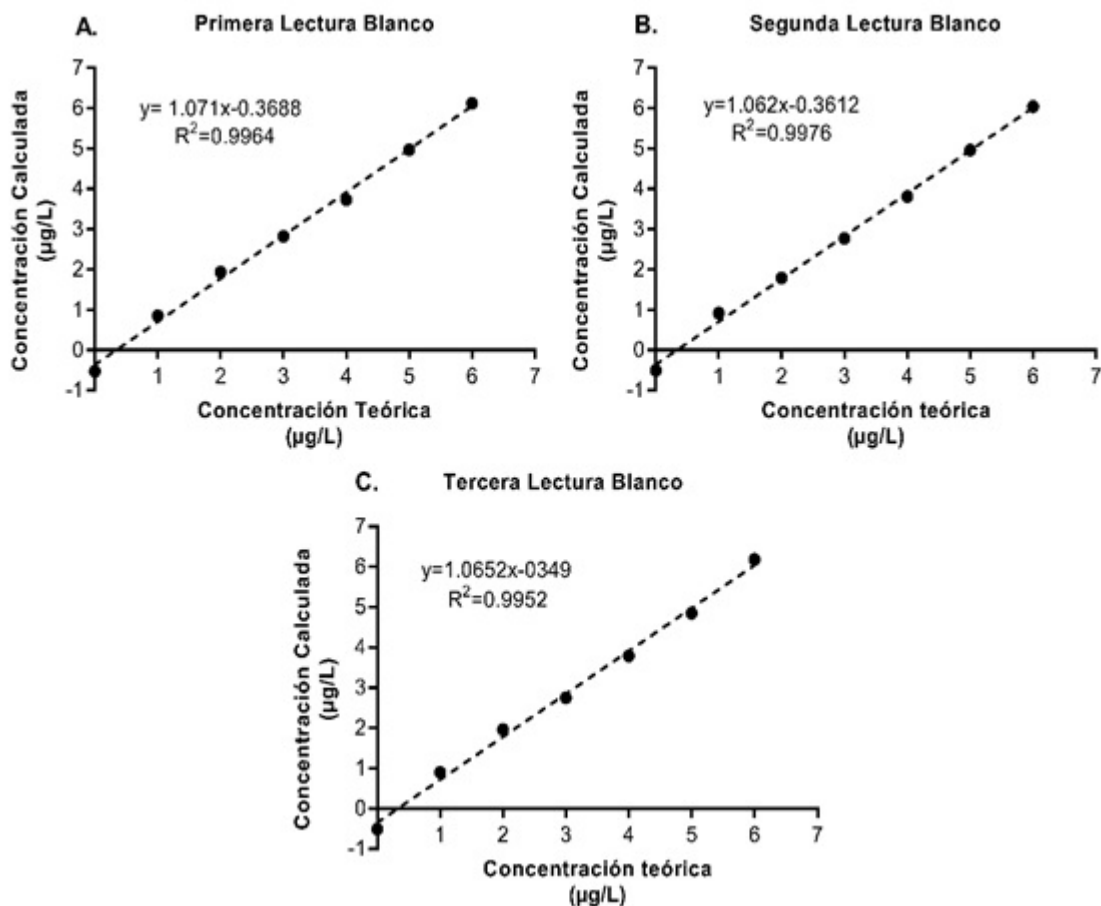 A. Primera Lectura Blanco
Concentración Calculada
(µg/L)
7
6
5
4
3
2
1
0
-1
y= 1.071x-0.3688
R²=0.9964
1 2 3 4 5 6 7
Concentración Teórica
(µg/L)
B. Segunda Lectura Blanco
Concentración Calculada
(µg/L)
7
6
5
4
3
2
1
0
-1
y=1.062x-0.3612
R²=0.9976
1 2 3 4 5 6 7
Concentración teórica
(µg/L)
C. Tercera Lectura Blanco
Concentración Calculada
(µg/L)
7
6
5
4
3
2
1
0
-1
y=1.0652x-0349
R²=0.9952
1 2 3 4 5 6 7
Concentración teórica
(µg/L)